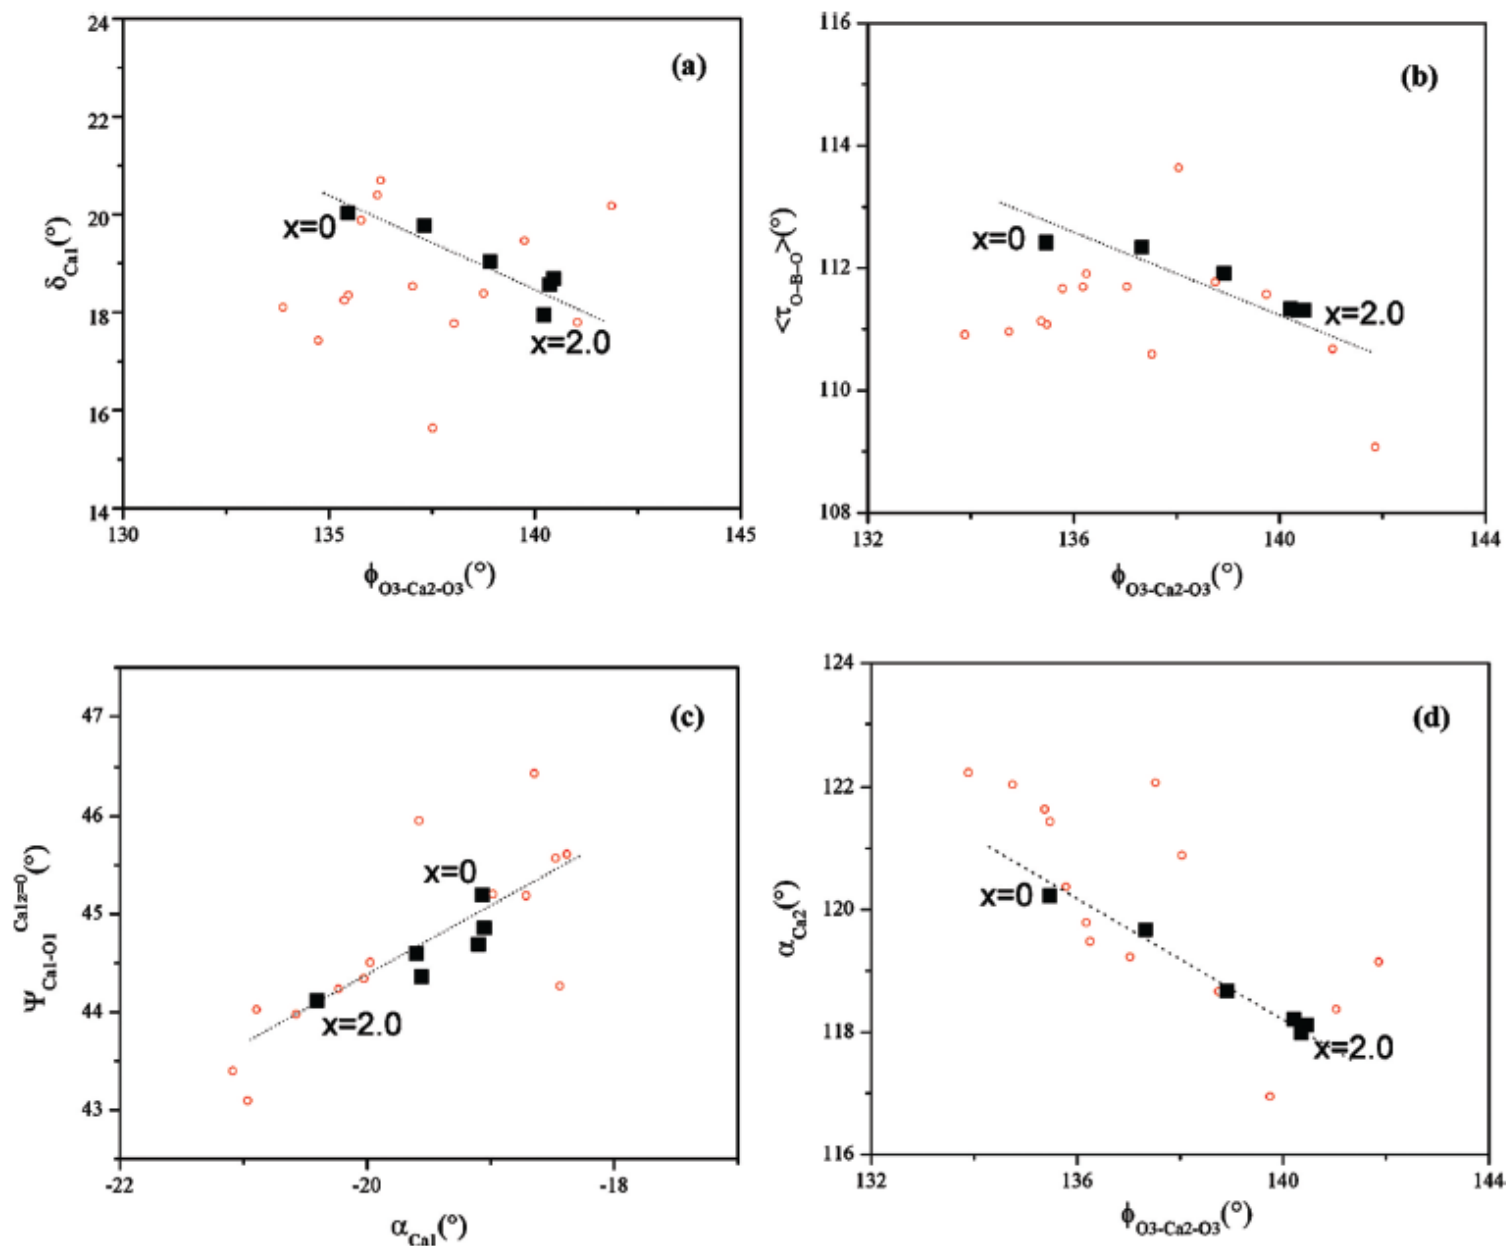 (a)
24
22
20
18
16
14
x=0
x=2.0
δCa1(°)
130
135
140
145
ϕO3-Ca2-O3(°)
(b)
116
114
112
110
108
x=0
x=2.0
<τO-B-O>(°)
132
136
140
144
ϕO3-Ca2-O3(°)
(c)
47
46
45
44
43
x=0
x=2.0
ΨCa1-O1Ca1z=0(°)
-22
-20
-18
αCa1(°)
(d)
124
122
120
118
116
x=0
x=2.0
αCa2(°)
132
136
140
144
ϕO3-Ca2-O3(°)